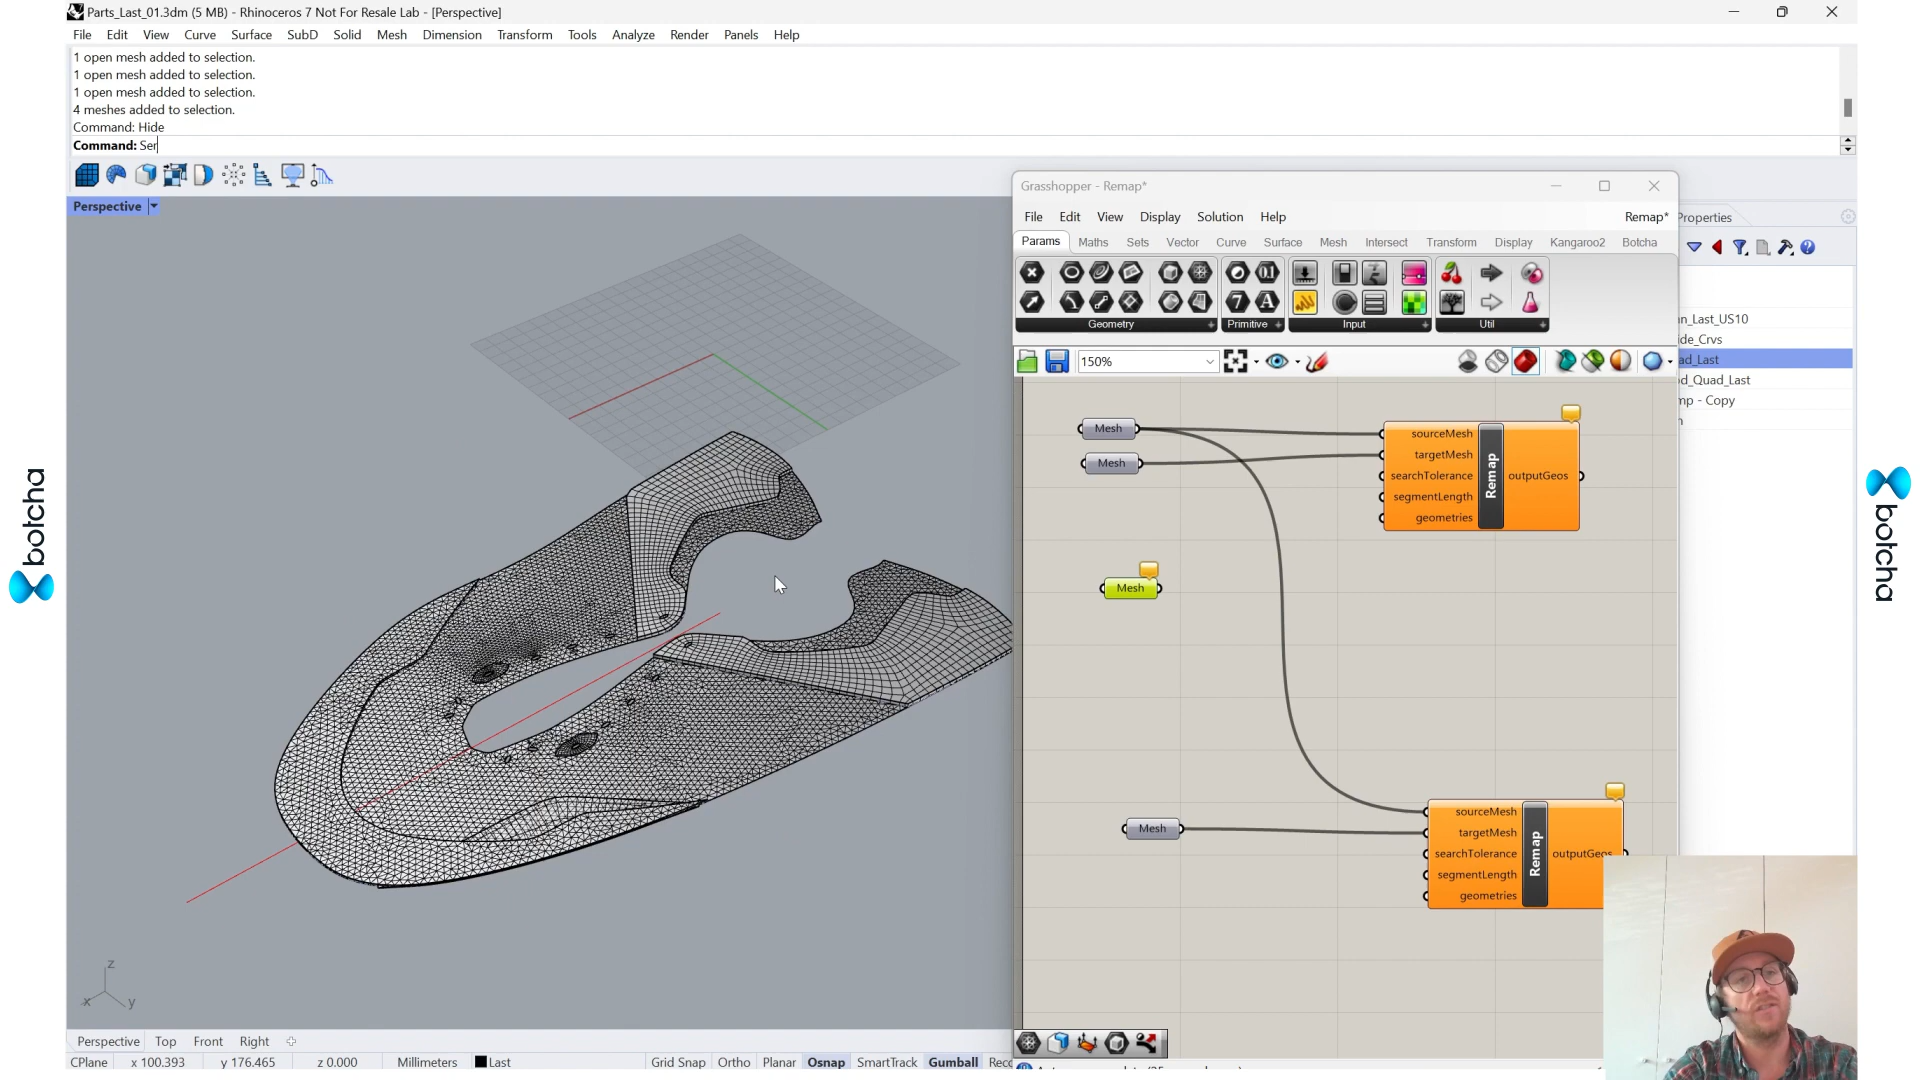 Parts_Last_01.3dm (5 MB) - Rhinoceros 7 Not For Resale Lab - [Perspective]
File Edit View Curve Surface SubD Solid Mesh Dimension Transform Tools Analyze Render Panels Help
1 open mesh added to selection.
1 open mesh added to selection.
1 open mesh added to selection.
4 meshes added to selection.
Command: Hide
Command: Ser
Perspective
Grasshopper - Remap*
File Edit View Display Solution Help
Remap*
Params Maths Sets Vector Curve Surface Mesh Intersect Transform Display Kangaroo2 Botcha
Geometry Primitive Input Util
150%
Properties
n_Last_US10
ide_Crvs
ad_Last
d_Quad_Last
mp - Copy
Mesh
Mesh
sourceMesh
targetMesh
searchTolerance
segmentLength
geometries
Remap
outputGeos
Mesh
Mesh
sourceMesh
targetMesh
searchTolerance
segmentLength
geometries
Remap
outputGeos
botcha
botcha
z
x
y
Perspective Top Front Right
CPlane x 100.393 y 176.465 z 0.000 Millimeters Last Grid Snap Ortho Planar Osnap SmartTrack Gumball Rec